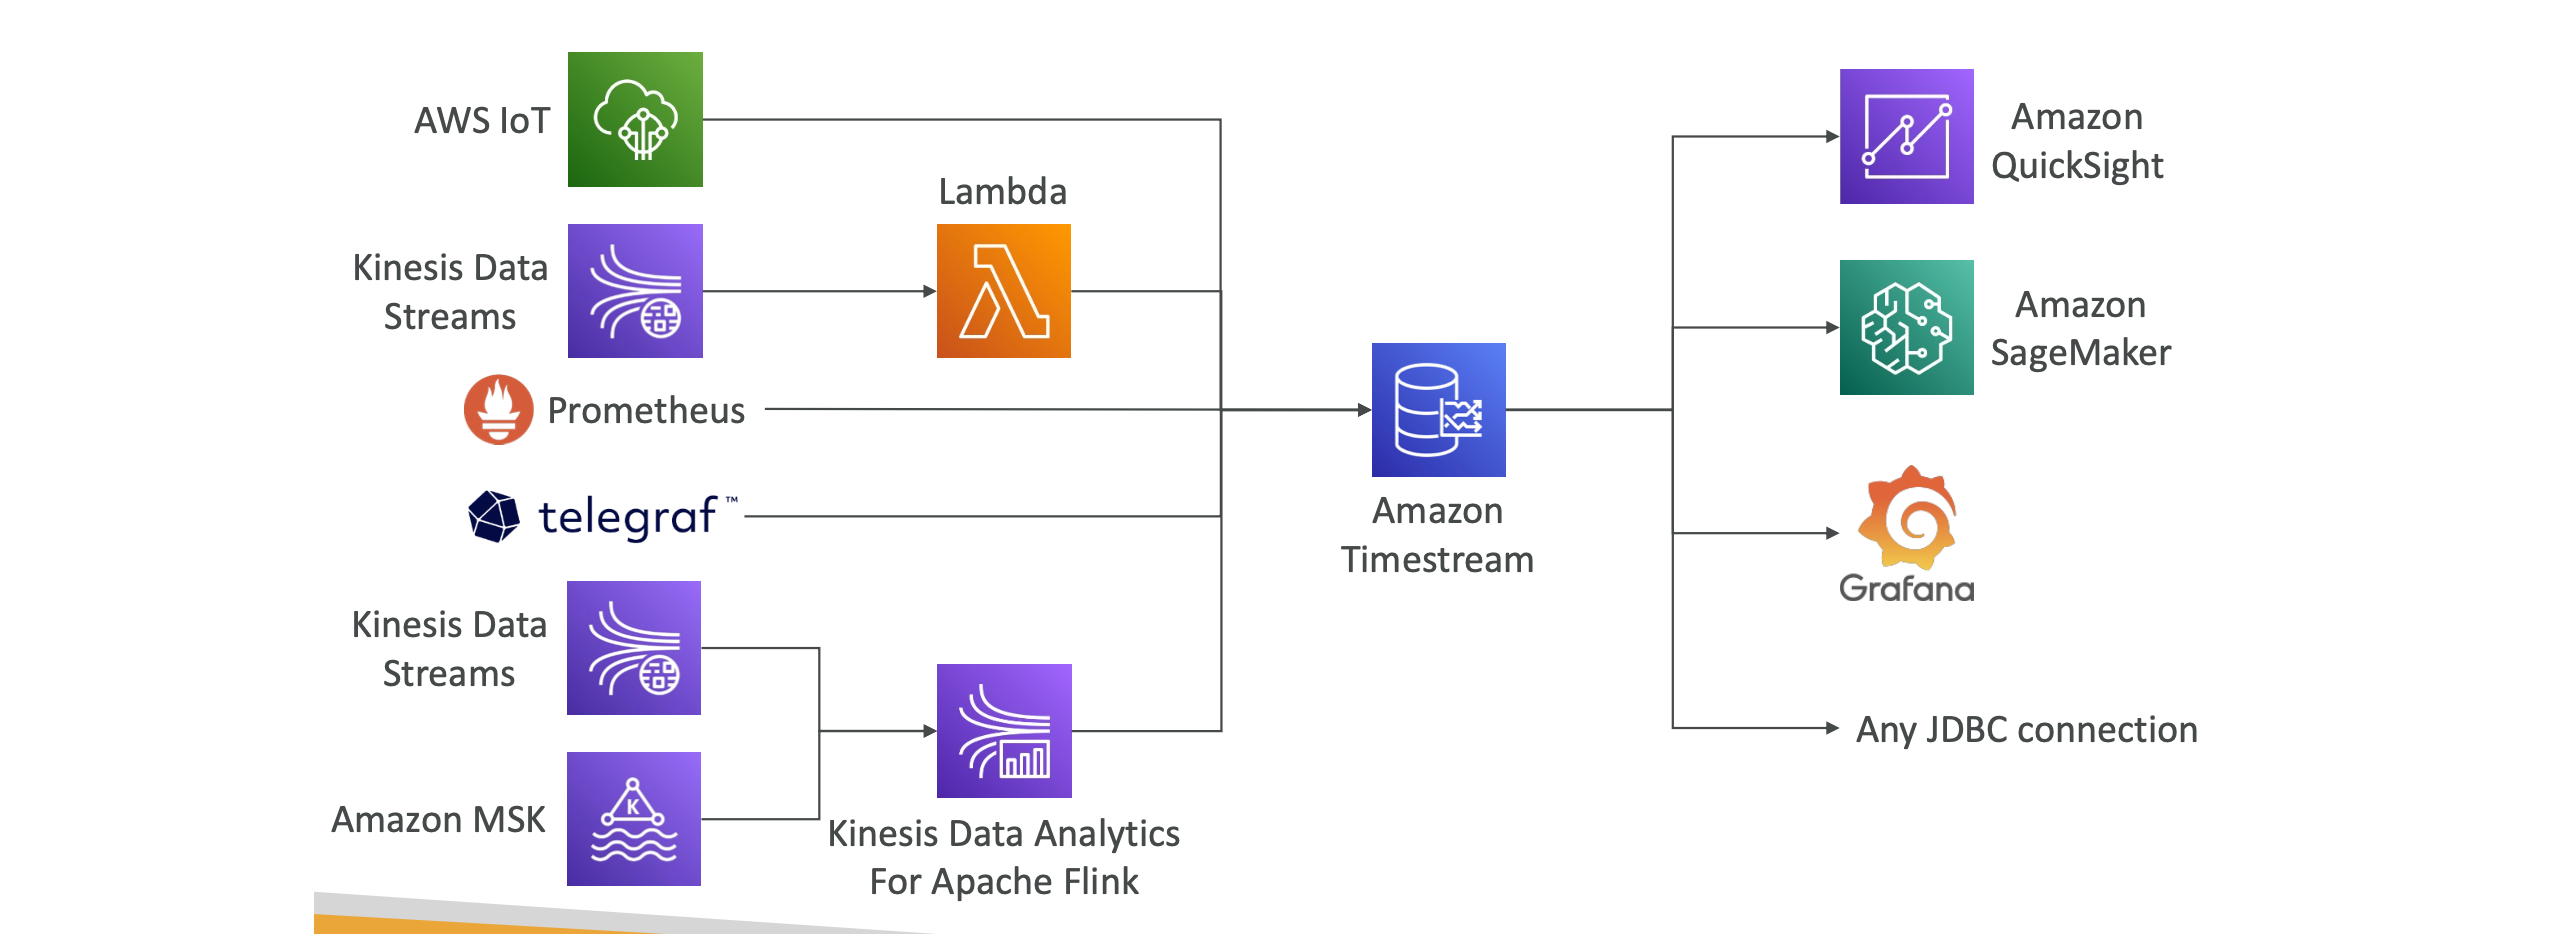 AWS IoT
Lambda
Kinesis Data
Streams
Prometheus
telegraf™
Kinesis Data
Streams
Amazon MSK
K
Kinesis Data Analytics
For Apache Flink
Amazon
Timestream
Amazon
QuickSight
Amazon
SageMaker
Grafana
Any JDBC connection